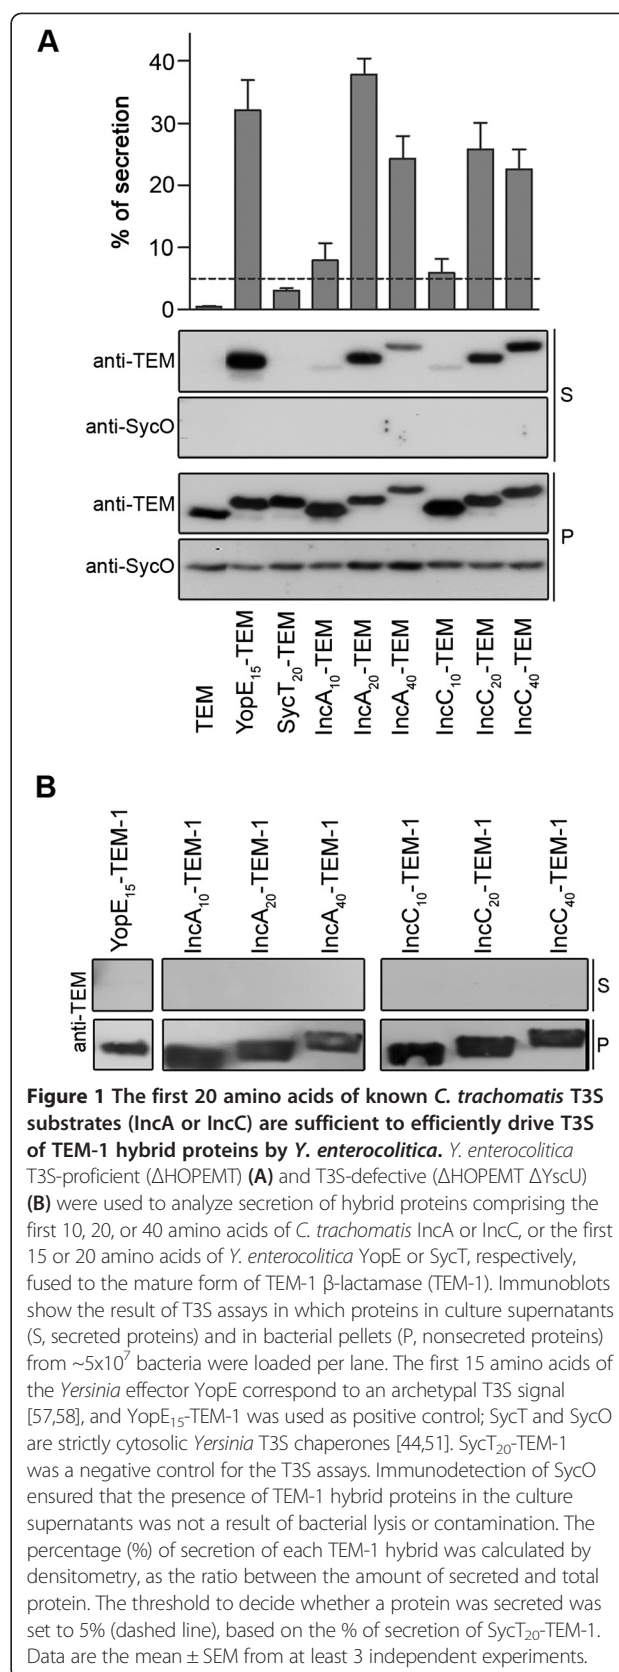 A
% of secretion
40
30
20
10
0
anti-TEM
S
anti-SycO
anti-TEM
P
anti-SycO
TEM
YopE₁₅-TEM
SycT₂₀-TEM
IncA₁₀-TEM
IncA₂₀-TEM
IncA₄₀-TEM
IncC₁₀-TEM
IncC₂₀-TEM
IncC₄₀-TEM
B
YopE₁₅-TEM-1
IncA₁₀-TEM-1
IncA₂₀-TEM-1
IncA₄₀-TEM-1
IncC₁₀-TEM-1
IncC₂₀-TEM-1
IncC₄₀-TEM-1
anti-TEM
S
P
Figure 1 The first 20 amino acids of known C. trachomatis T3S
substrates (IncA or IncC) are sufficient to efficiently drive T3S
of TEM-1 hybrid proteins by Y. enterocolitica. Y. enterocolitica
T3S-proficient (ΔHOPEMT) (A) and T3S-defective (ΔHOPEMT ΔYscU)
(B) were used to analyze secretion of hybrid proteins comprising the
first 10, 20, or 40 amino acids of C. trachomatis IncA or IncC, or the first
15 or 20 amino acids of Y. enterocolitica YopE or SycT, respectively,
fused to the mature form of TEM-1 β-lactamase (TEM-1). Immunoblots
show the result of T3S assays in which proteins in culture supernatants
(S, secreted proteins) and in bacterial pellets (P, nonsecreted proteins)
from ~5x10⁷ bacteria were loaded per lane. The first 15 amino acids of
the Yersinia effector YopE correspond to an archetypal T3S signal
[57,58], and YopE₁₅-TEM-1 was used as positive control; SycT and SycO
are strictly cytosolic Yersinia T3S chaperones [44,51]. SycT₂₀-TEM-1
was a negative control for the T3S assays. Immunodetection of SycO
ensured that the presence of TEM-1 hybrid proteins in the culture
supernatants was not a result of bacterial lysis or contamination. The
percentage (%) of secretion of each TEM-1 hybrid was calculated by
densitometry, as the ratio between the amount of secreted and total
protein. The threshold to decide whether a protein was secreted was
set to 5% (dashed line), based on the % of secretion of SycT₂₀-TEM-1.
Data are the mean ± SEM from at least 3 independent experiments.